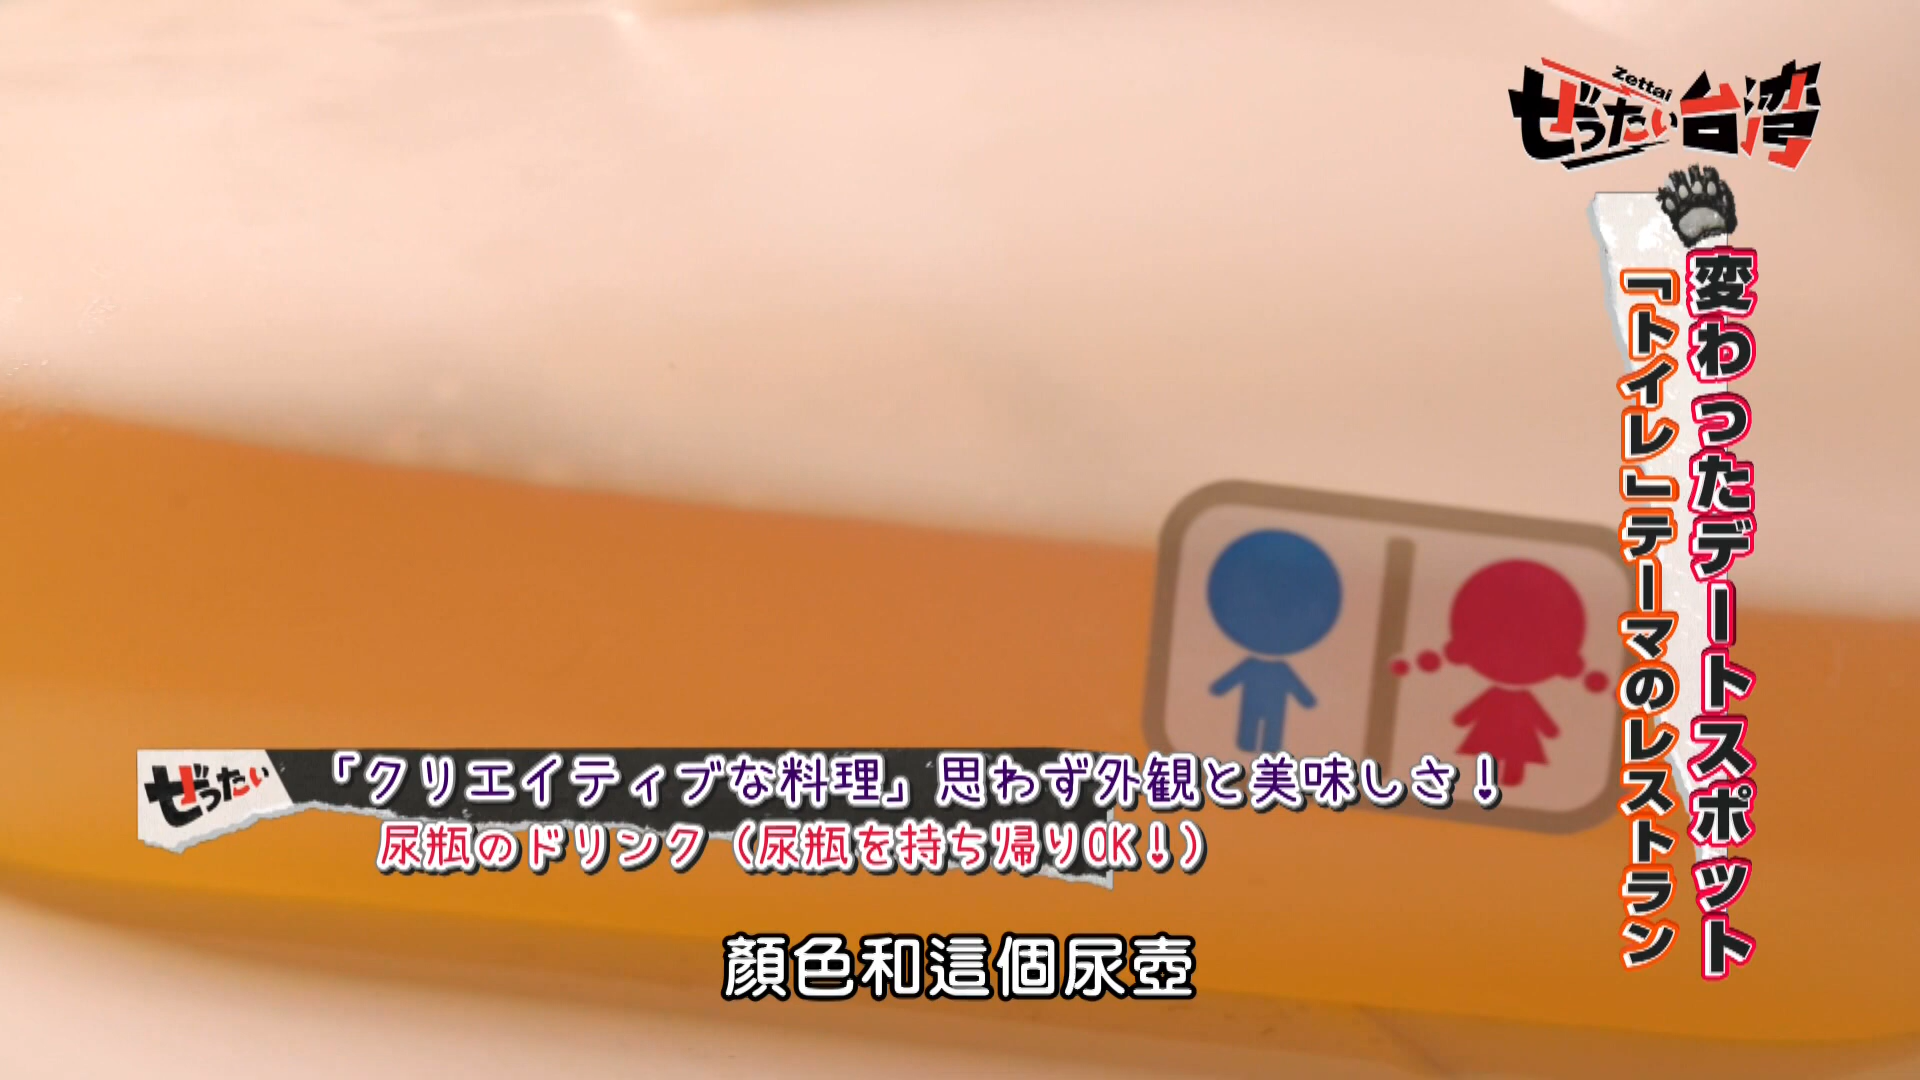 Zettai
ぜったい台湾
変わったデートスポット
「トイレ」テーマのレストラン
ぜったい
「クリエイティブな料理」思わず外観と美味しさ！
尿瓶のドリンク（尿瓶を持ち帰りOK！）
顏色和這個尿壺